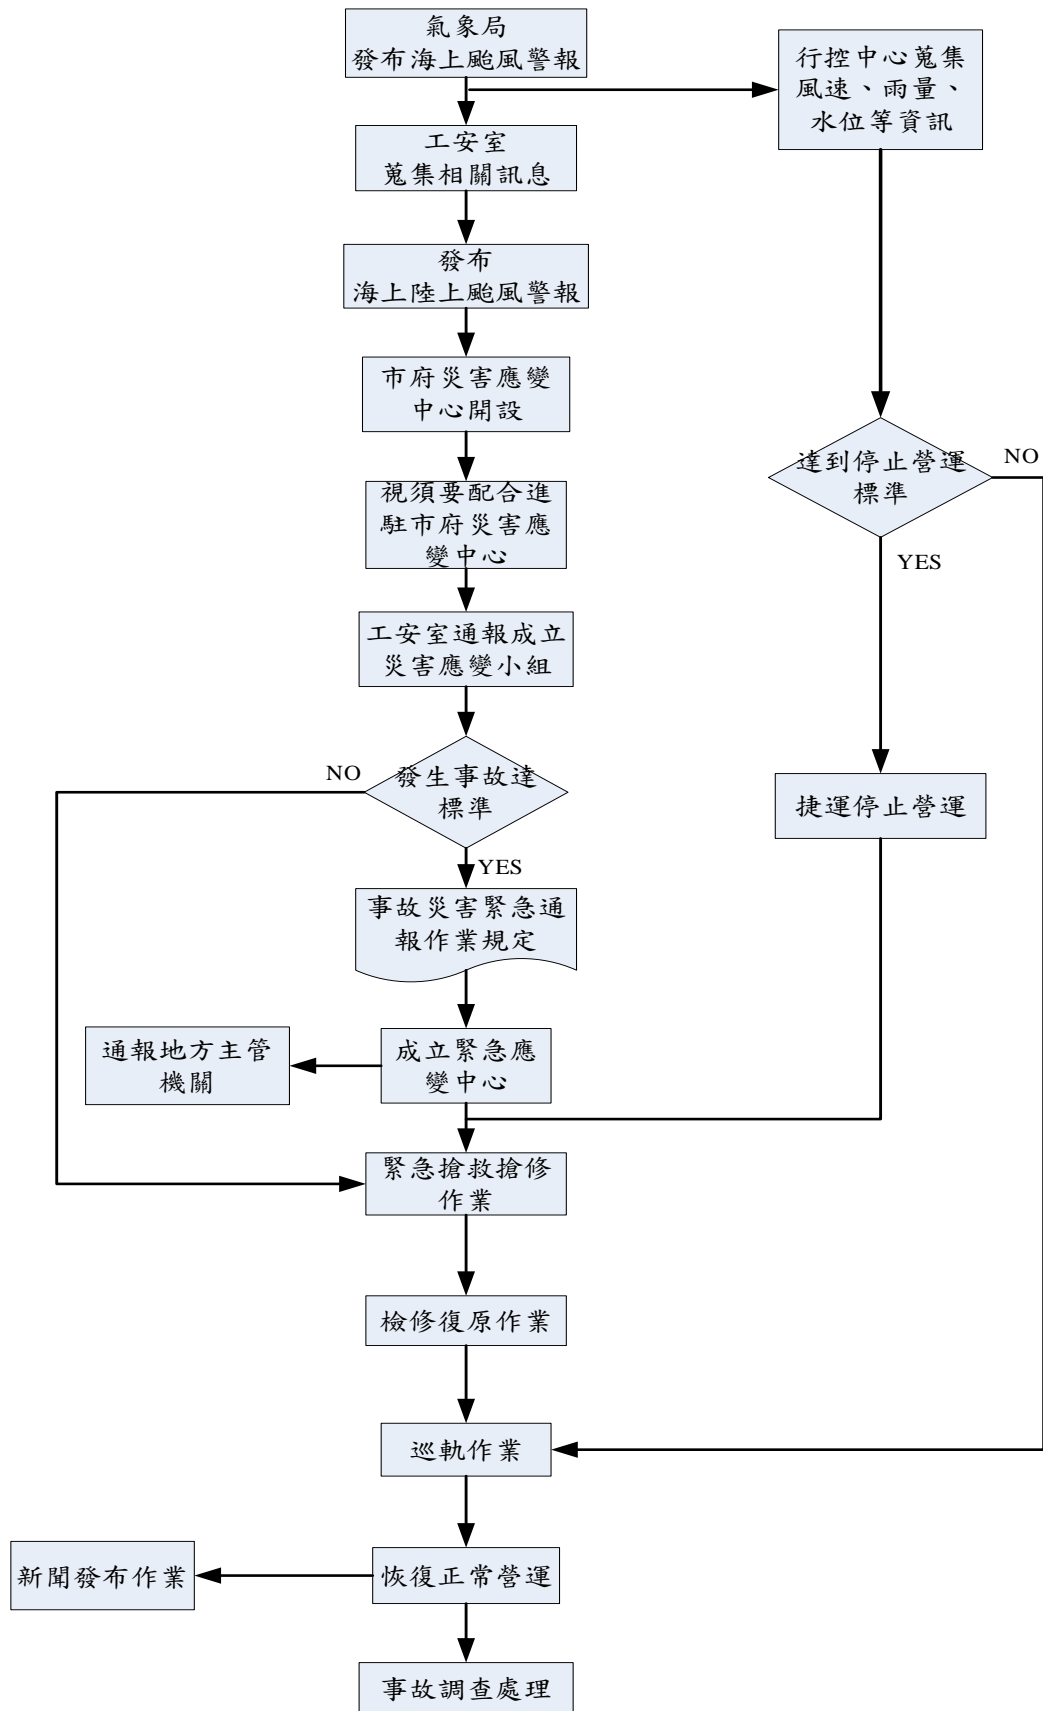 氣象局
發布海上颱風警報
行控中心蒐集
風速、雨量、
水位等資訊
工安室
蒐集相關訊息
發布
海上陸上颱風警報
市府災害應變
中心開設
達到停止營運
標準
NO
YES
視須要配合進
駐市府災害應
變中心
工安室通報成立
災害應變小組
發生事故達
標準
NO
YES
捷運停止營運
事故災害緊急通
報作業規定
成立緊急應
變中心
通報地方主管
機關
緊急搶救搶修
作業
檢修復原作業
巡軌作業
恢復正常營運
新聞發布作業
事故調查處理